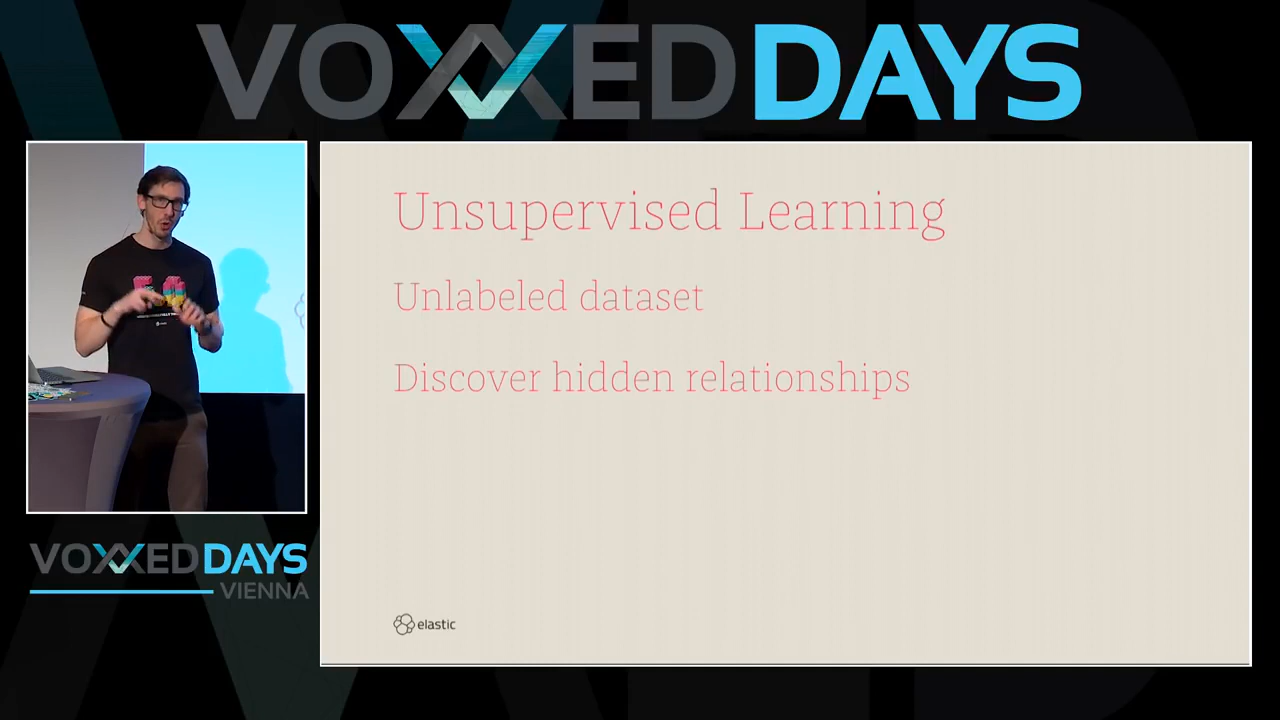 VOXXED DAYS
Unsupervised Learning
Unlabeled dataset
Discover hidden relationships
elastic
VOXXED DAYS
VIENNA